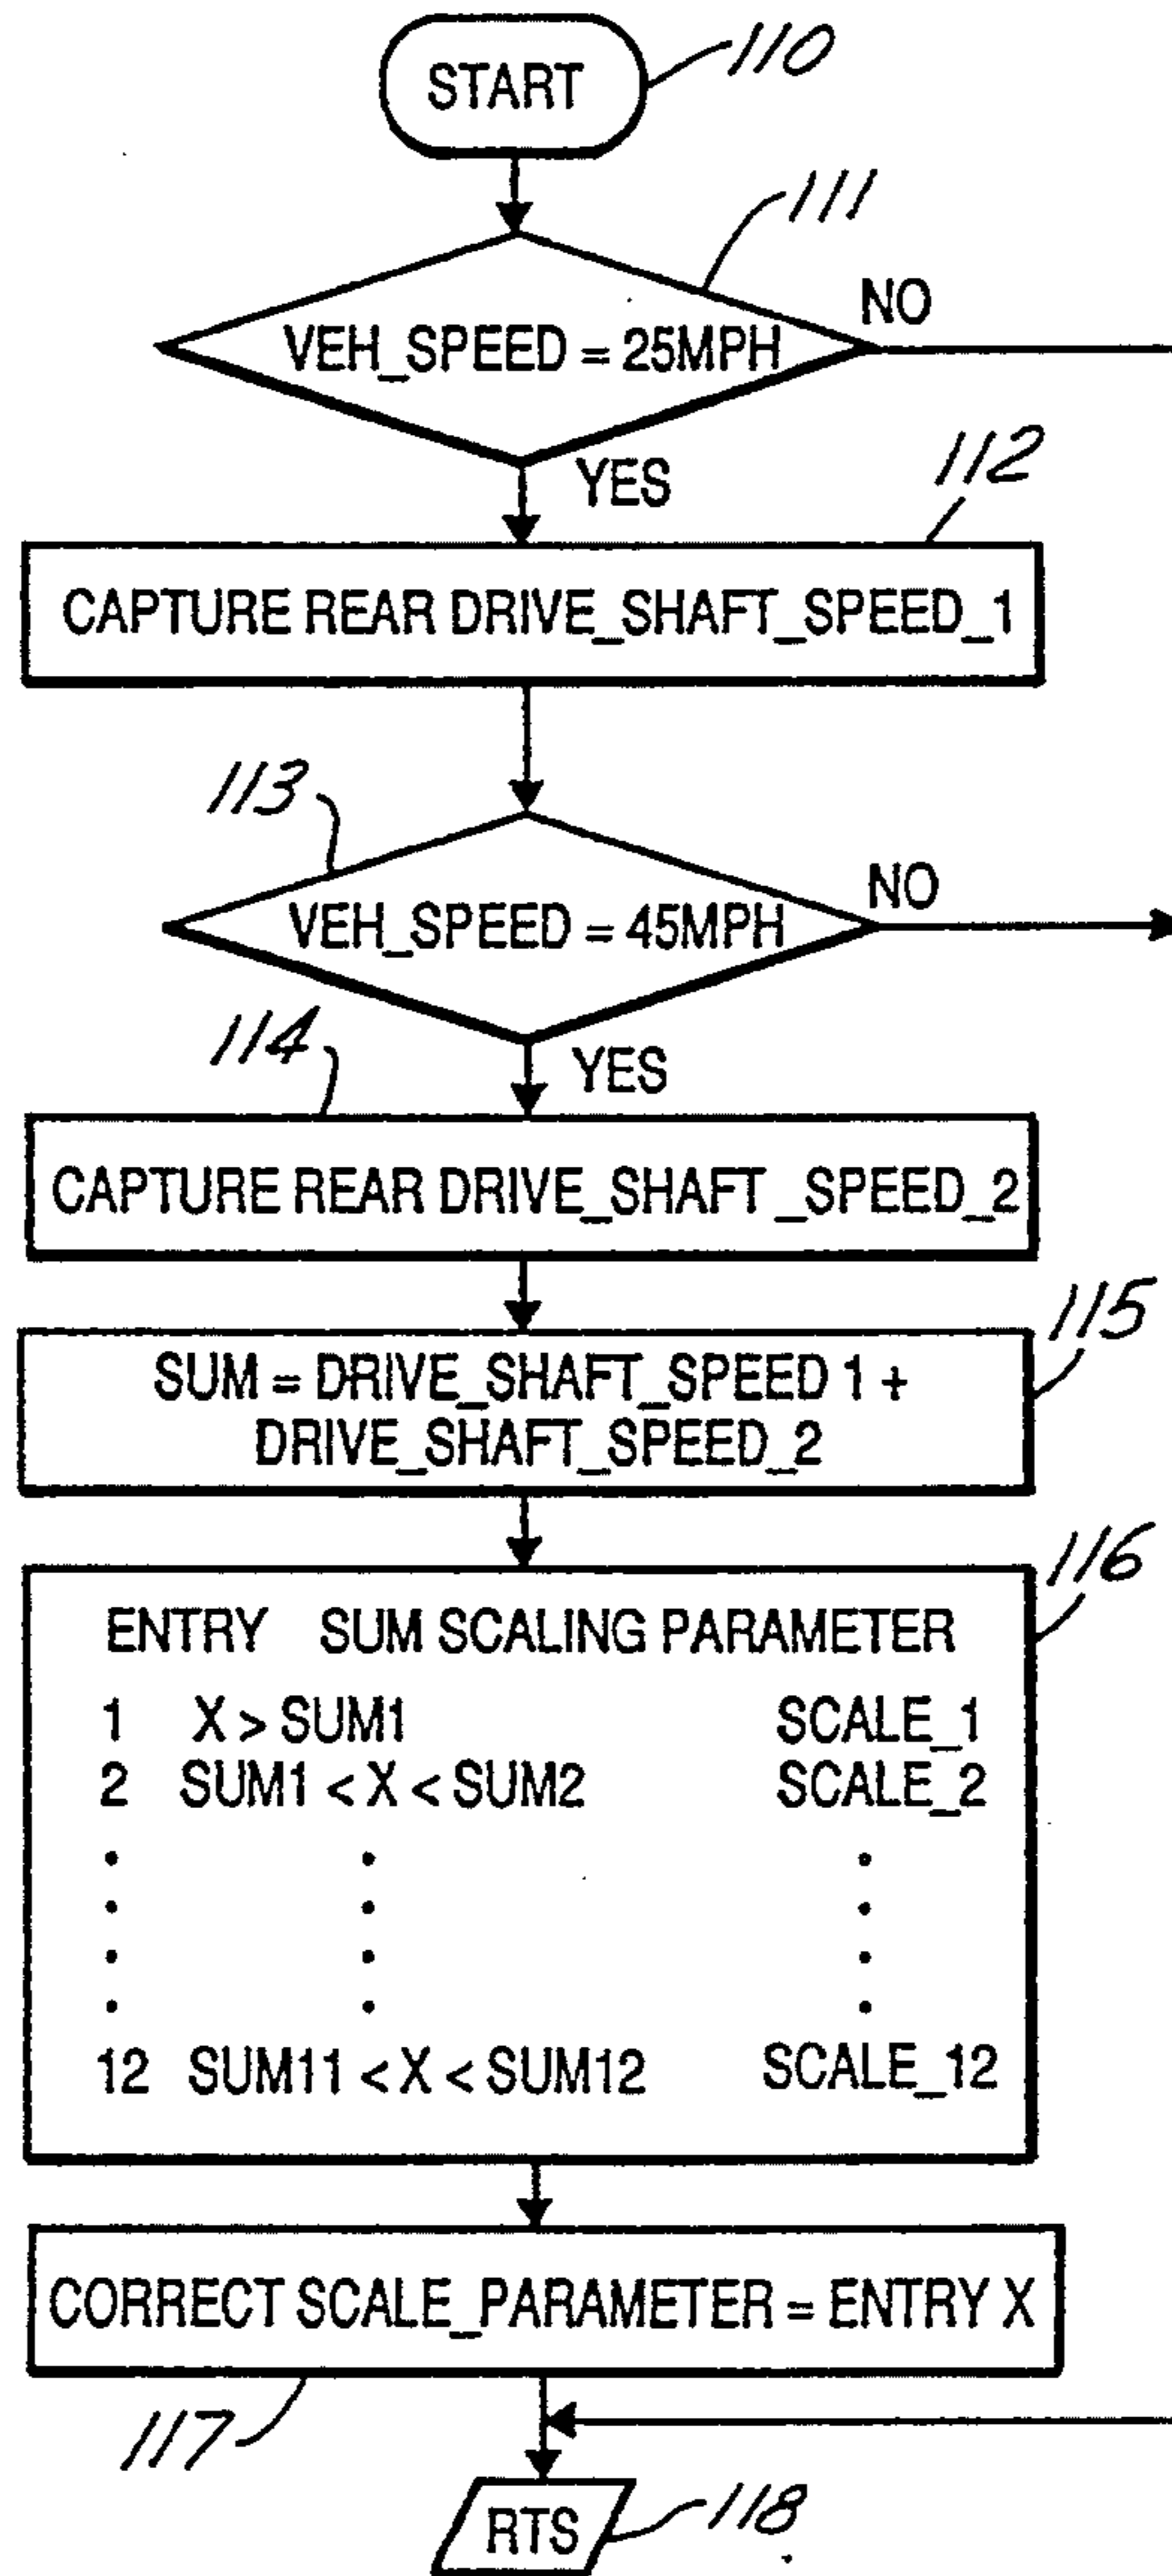 START
110
111
VEH_SPEED = 25MPH
NO
YES
112
CAPTURE REAR DRIVE_SHAFT_SPEED_1
113
VEH_SPEED = 45MPH
NO
114
YES
CAPTURE REAR DRIVE_SHAFT _SPEED_2
115
SUM = DRIVE_SHAFT_SPEED 1 +
DRIVE_SHAFT_SPEED_2
116
ENTRY SUM SCALING PARAMETER
1 X > SUM1 SCALE_1
2 SUM1 < X < SUM2 SCALE_2
. . .
. . .
. . .
. . .
12 SUM11 < X < SUM12 SCALE_12
CORRECT SCALE_PARAMETER = ENTRY X
117
RTS
118